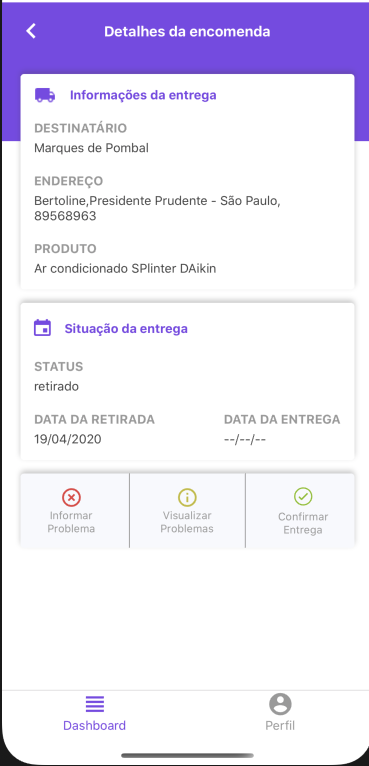 Detalhes da encomenda
Informações da entrega
DESTINATÁRIO
Marques de Pombal
ENDEREÇO
Bertoline,Presidente Prudente - São Paulo,
89568963
PRODUTO
Ar condicionado SPlinter DAikin
Situação da entrega
STATUS
retirado
DATA DA RETIRADA DATA DA ENTREGA
19/04/2020 --/--/--
Informar
Problema
Visualizar
Problemas
Confirmar
Entrega
Dashboard Perfil